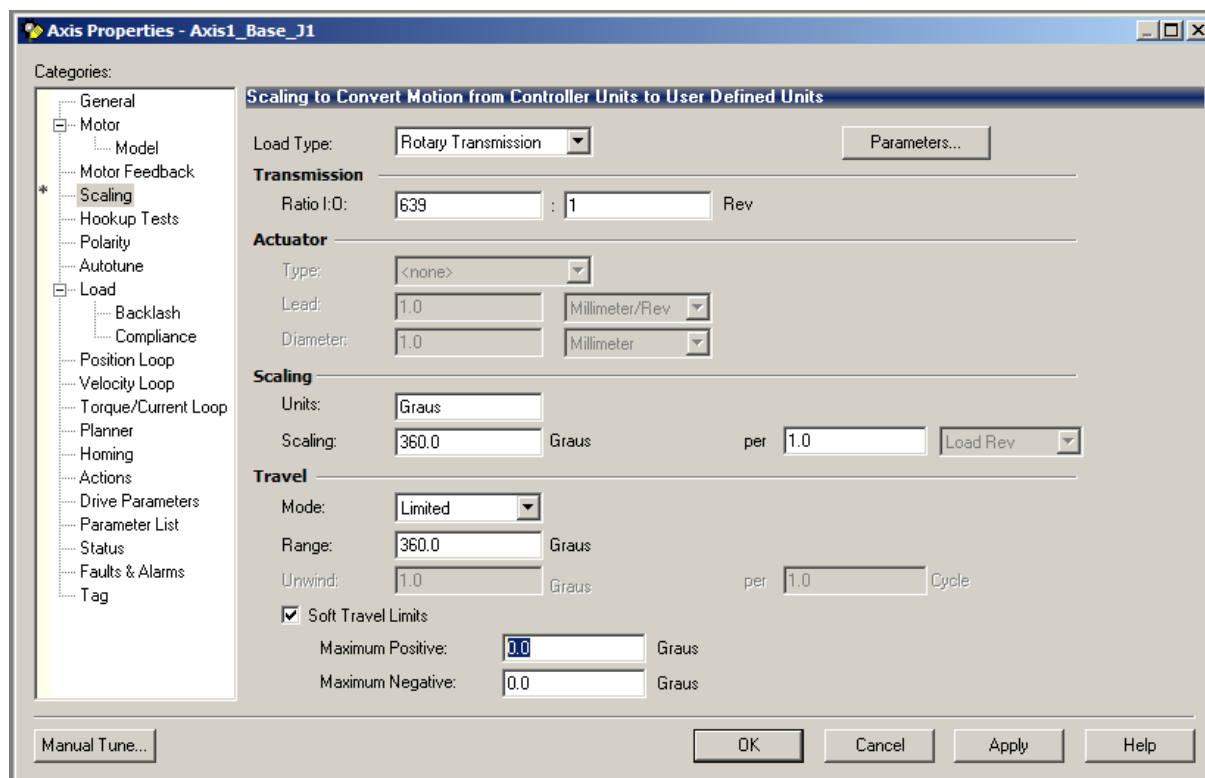 Axis Properties - Axis1_Base_J1
Categories:
General
Motor
Model
Motor Feedback
* Scaling
Hookup Tests
Polarity
Autotune
Load
Backlash
Compliance
Position Loop
Velocity Loop
Torque/Current Loop
Planner
Homing
Actions
Drive Parameters
Parameter List
Status
Faults & Alarms
Tag
Scaling to Convert Motion from Controller Units to User Defined Units
Load Type: Rotary Transmission Parameters...
Transmission
Ratio I:O: 639 : 1 Rev
Actuator
Type: <none>
Lead: 1.0 Millimeter/Rev
Diameter: 1.0 Millimeter
Scaling
Units: Graus
Scaling: 360.0 Graus per 1.0 Load Rev
Travel
Mode: Limited
Range: 360.0 Graus
Unwind: 1.0 Graus per 1.0 Cycle
Soft Travel Limits
Maximum Positive: 0.0 Graus
Maximum Negative: 0.0 Graus
Manual Tune... OK Cancel Apply Help